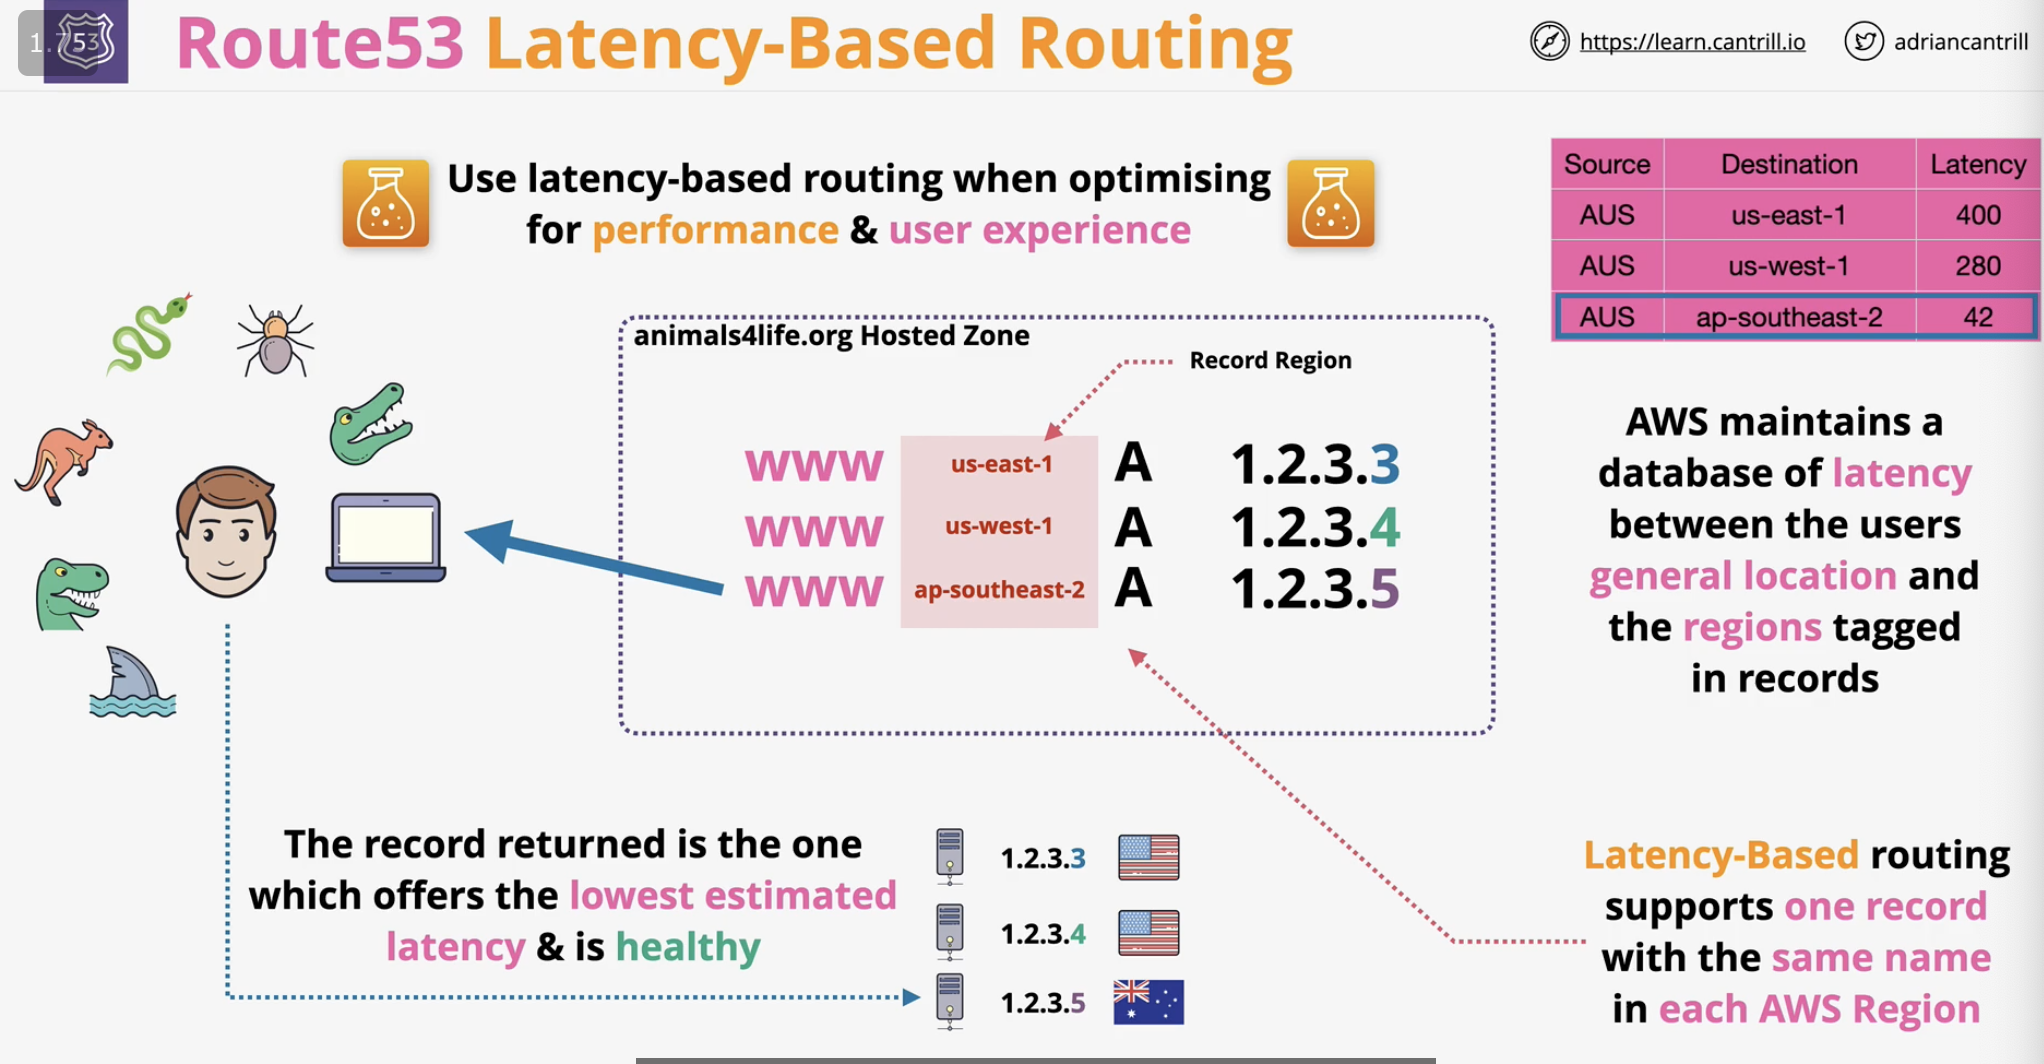 Route53 Latency-Based Routing
https://learn.cantrill.io
adriancantrill
Use latency-based routing when optimising
for performance & user experience
Source Destination Latency
AUS us-east-1 400
AUS us-west-1 280
AUS ap-southeast-2 42
animals4life.org Hosted Zone
Record Region
www us-east-1 A 1.2.3.3
www us-west-1 A 1.2.3.4
www ap-southeast-2 A 1.2.3.5
AWS maintains a
database of latency
between the users
general location and
the regions tagged
in records
The record returned is the one
which offers the lowest estimated
latency & is healthy
1.2.3.3
1.2.3.4
1.2.3.5
Latency-Based routing
supports one record
with the same name
in each AWS Region
53